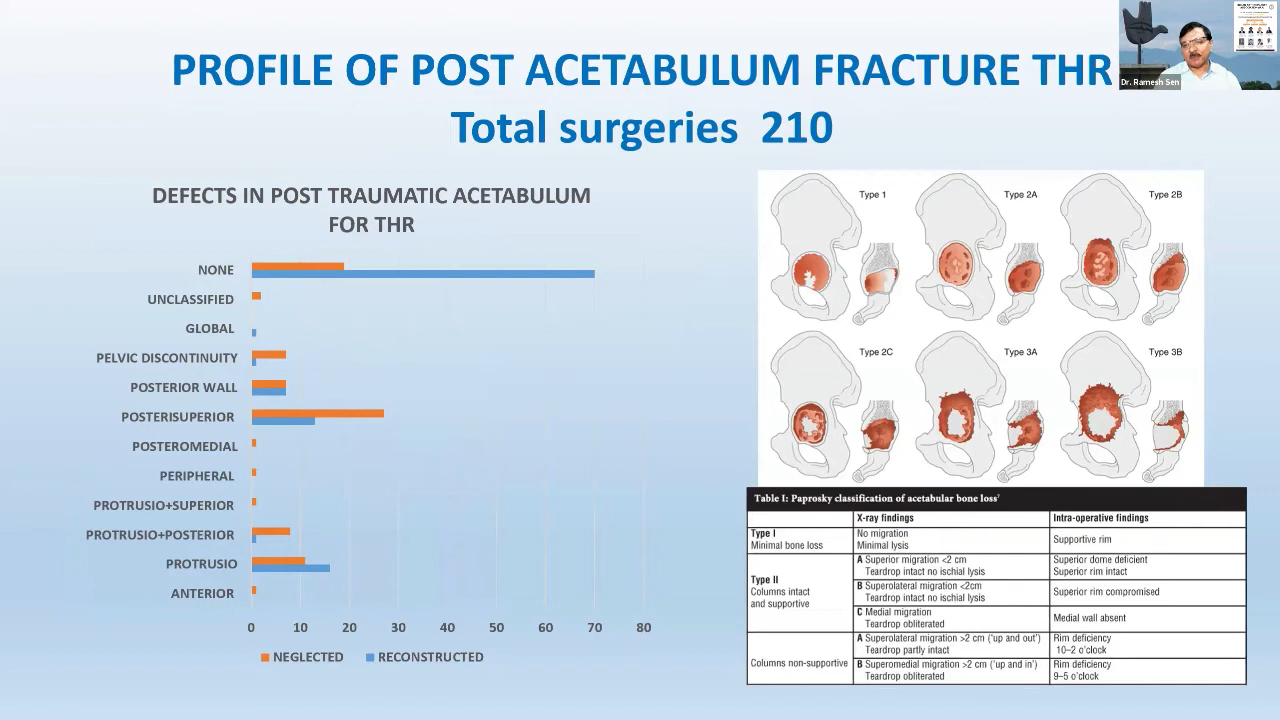 PROFILE OF POST ACETABULUM FRACTURE THR
Total surgeries 210
Dr. Ramesh Sen
DEFECTS IN POST TRAUMATIC ACETABULUM
FOR THR
NONE
UNCLASSIFIED
GLOBAL
PELVIC DISCONTINUITY
POSTERIOR WALL
POSTERISUPERIOR
POSTEROMEDIAL
PERIPHERAL
PROTRUSIO+SUPERIOR
PROTRUSIO+POSTERIOR
PROTRUSIO
ANTERIOR
0 10 20 30 40 50 60 70 80
NEGLECTED RECONSTRUCTED
Type 1 Type 2A Type 2B
Type 2C Type 3A Type 3B
Table I: Paprosky classification of acetabular bone loss⁷
X-ray findings Intra-operative findings
Type I
Minimal bone loss
No migration
Minimal lysis
Supportive rim
Type II
Columns intact
and supportive
A Superior migration <2 cm
Teardrop intact no ischial lysis
Superior dome deficient
Superior rim intact
B Superolateral migration <2cm
Teardrop intact no ischial lysis
Superior rim compromised
C Medial migration
Teardrop obliterated
Medial wall absent
Columns non-supportive
A Superolateral migration >2 cm ('up and out')
Teardrop partly intact
Rim deficiency
10–2 o'clock
B Superomedial migration >2 cm ('up and in')
Teardrop obliterated
Rim deficiency
9–5 o'clock